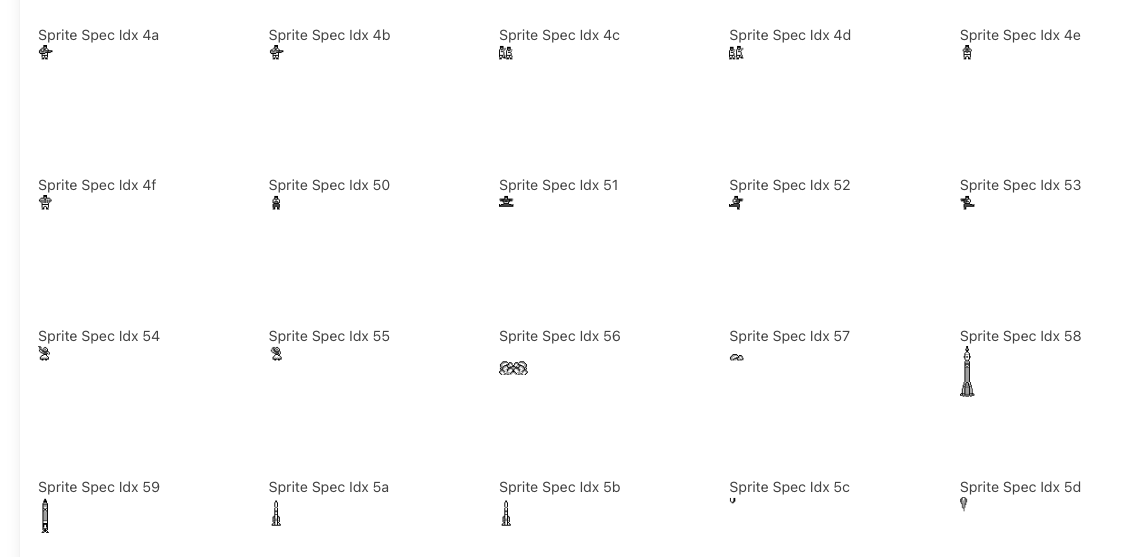 Sprite Spec Idx 4a Sprite Spec Idx 4b Sprite Spec Idx 4c Sprite Spec Idx 4d Sprite Spec Idx 4e
Sprite Spec Idx 4f Sprite Spec Idx 50 Sprite Spec Idx 51 Sprite Spec Idx 52 Sprite Spec Idx 53
Sprite Spec Idx 54 Sprite Spec Idx 55 Sprite Spec Idx 56 Sprite Spec Idx 57 Sprite Spec Idx 58
Sprite Spec Idx 59 Sprite Spec Idx 5a Sprite Spec Idx 5b Sprite Spec Idx 5c Sprite Spec Idx 5d